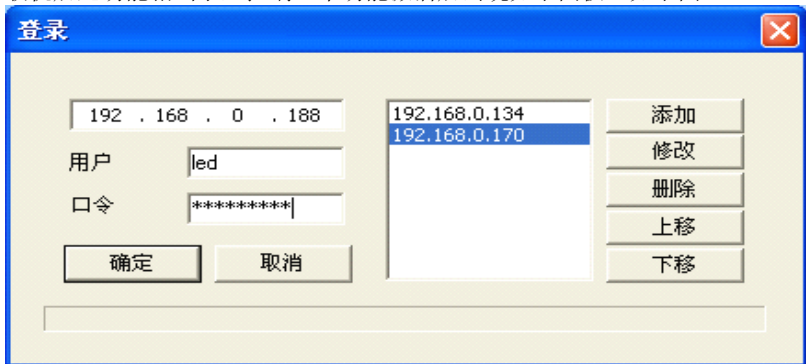 登录
192 . 168 . 0 . 188
用户 led
口令 *********
确定 取消
192.168.0.134
192.168.0.170
添加
修改
删除
上移
下移